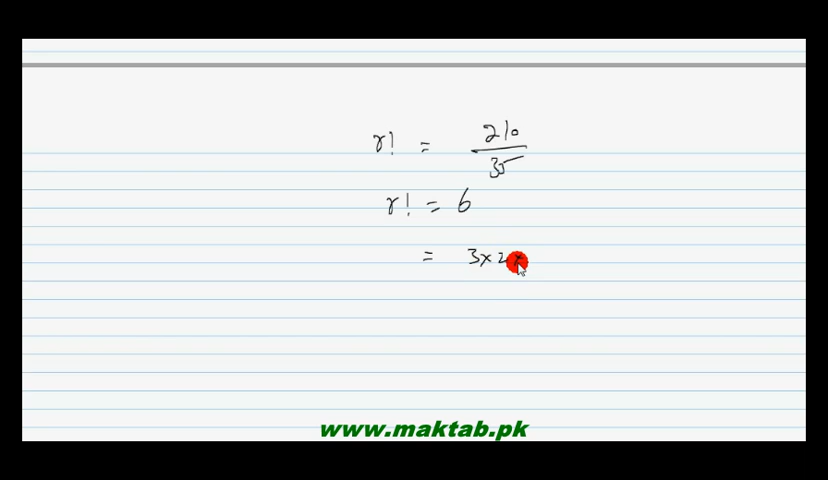 r! = 210/35
r! = 6
= 3×2×
www.maktab.pk